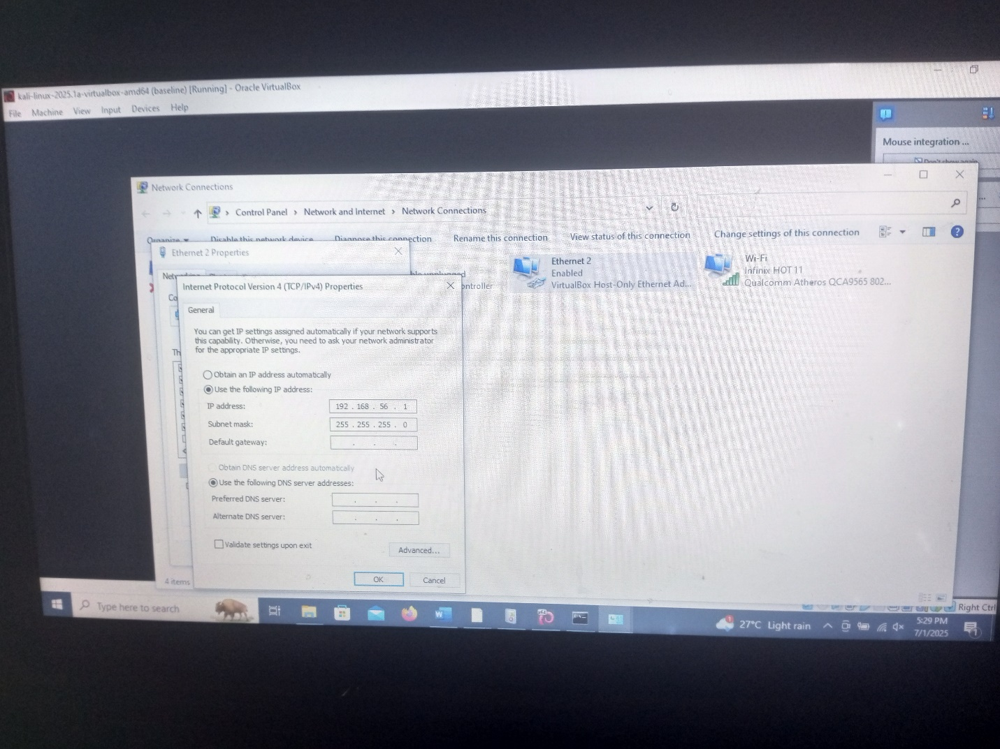 kali-linux-2025.1a-virtualbox-amd64 (baseline) [Running] - Oracle VirtualBox
File Machine View Input Devices Help
Mouse integration ...
Network Connections
Control Panel > Network and Internet > Network Connections
Organize Disable this network device Diagnose this connection Rename this connection View status of this connection Change settings of this connection
Ethernet 2 Properties
Ethernet 2
Enabled
VirtualBox Host-Only Ethernet Ad...
Wi-Fi
Infinix HOT 11
Qualcomm Atheros QCA9565 802...
Internet Protocol Version 4 (TCP/IPv4) Properties
General
You can get IP settings assigned automatically if your network supports
this capability. Otherwise, you need to ask your network administrator
for the appropriate IP settings.
Obtain an IP address automatically
Use the following IP address:
IP address: 192 . 168 . 56 . 1
Subnet mask: 255 . 255 . 255 . 0
Default gateway: . . .
Obtain DNS server address automatically
Use the following DNS server addresses:
Preferred DNS server: . . .
Alternate DNS server: . . .
Validate settings upon exit
Advanced...
OK Cancel
4 items
Right Ctrl
Type here to search
27°C Light rain
5:29 PM
7/1/2025